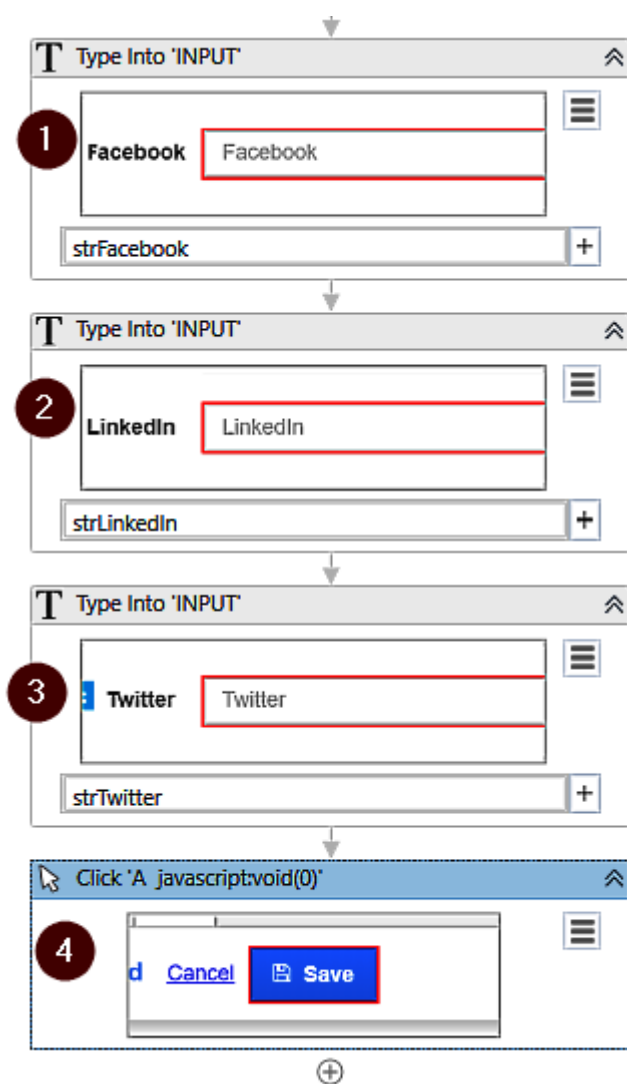 T Type Into 'INPUT'
1
Facebook Facebook
strFacebook +
T Type Into 'INPUT'
2
LinkedIn LinkedIn
strLinkedIn +
T Type Into 'INPUT'
3
Twitter Twitter
strTwitter +
Click 'A javascript:void(0)'
4
d Cancel Save